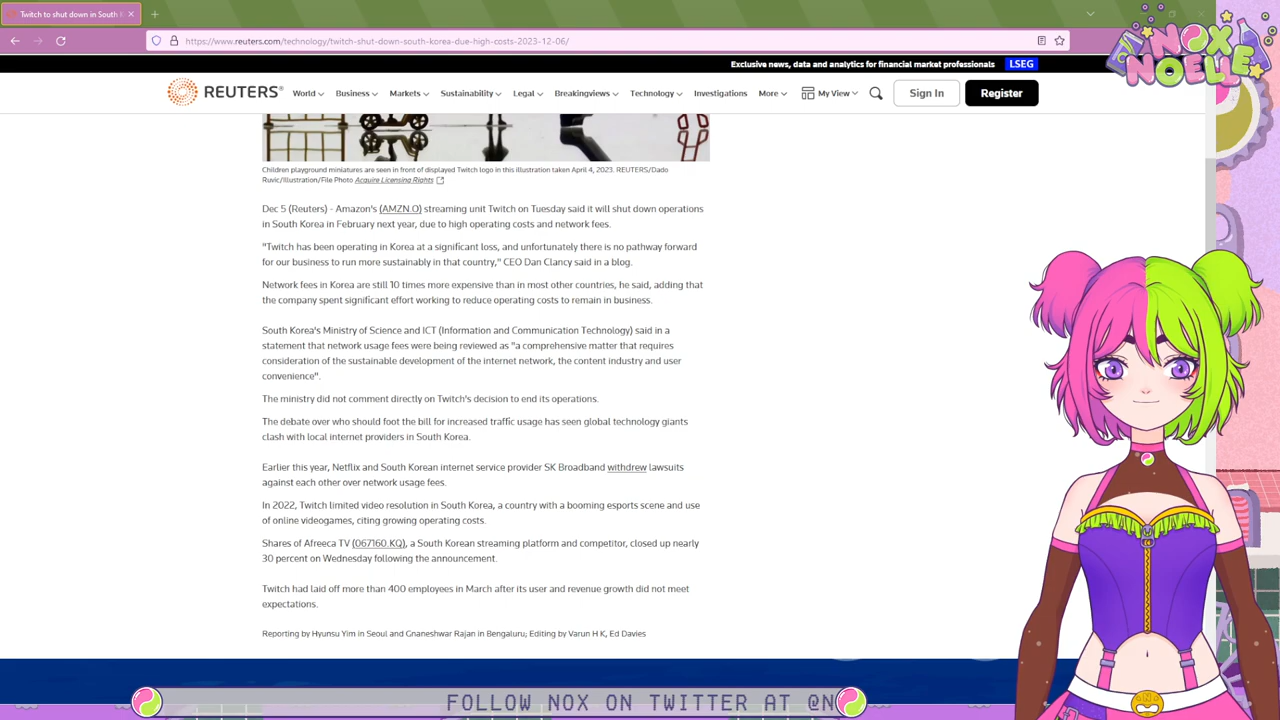 Twitch to shut down in South
https://www.reuters.com/technology/twitch-shut-down-south-korea-due-high-costs-2023-12-06/
NOX
NOELLE
Exclusive news, data and analytics for financial market professionals LSEG
REUTERS® World Business Markets Sustainability Legal Breakingviews Technology Investigations More My View Sign In Register
Children playground miniatures are seen in front of displayed Twitch logo in this illustration taken April 4, 2023. REUTERS/Dado
Ruvic/Illustration/File Photo Acquire Licensing Rights
Dec 5 (Reuters) - Amazon's (AMZN.O) streaming unit Twitch on Tuesday said it will shut down operations
in South Korea in February next year, due to high operating costs and network fees.
"Twitch has been operating in Korea at a significant loss, and unfortunately there is no pathway forward
for our business to run more sustainably in that country," CEO Dan Clancy said in a blog.
Network fees in Korea are still 10 times more expensive than in most other countries, he said, adding that
the company spent significant effort working to reduce operating costs to remain in business.
South Korea's Ministry of Science and ICT (Information and Communication Technology) said in a
statement that network usage fees were being reviewed as "a comprehensive matter that requires
consideration of the sustainable development of the internet network, the content industry and user
convenience".
The ministry did not comment directly on Twitch's decision to end its operations.
The debate over who should foot the bill for increased traffic usage has seen global technology giants
clash with local internet providers in South Korea.
Earlier this year, Netflix and South Korean internet service provider SK Broadband withdrew lawsuits
against each other over network usage fees.
In 2022, Twitch limited video resolution in South Korea, a country with a booming esports scene and use
of online videogames, citing growing operating costs.
Shares of Afreeca TV (067160.KQ), a South Korean streaming platform and competitor, closed up nearly
30 percent on Wednesday following the announcement.
Twitch had laid off more than 400 employees in March after its user and revenue growth did not meet
expectations.
Reporting by Hyunsu Yim in Seoul and Gnaneshwar Rajan in Bengaluru; Editing by Varun H K, Ed Davies
FOLLOW NOX ON TWITTER AT @N